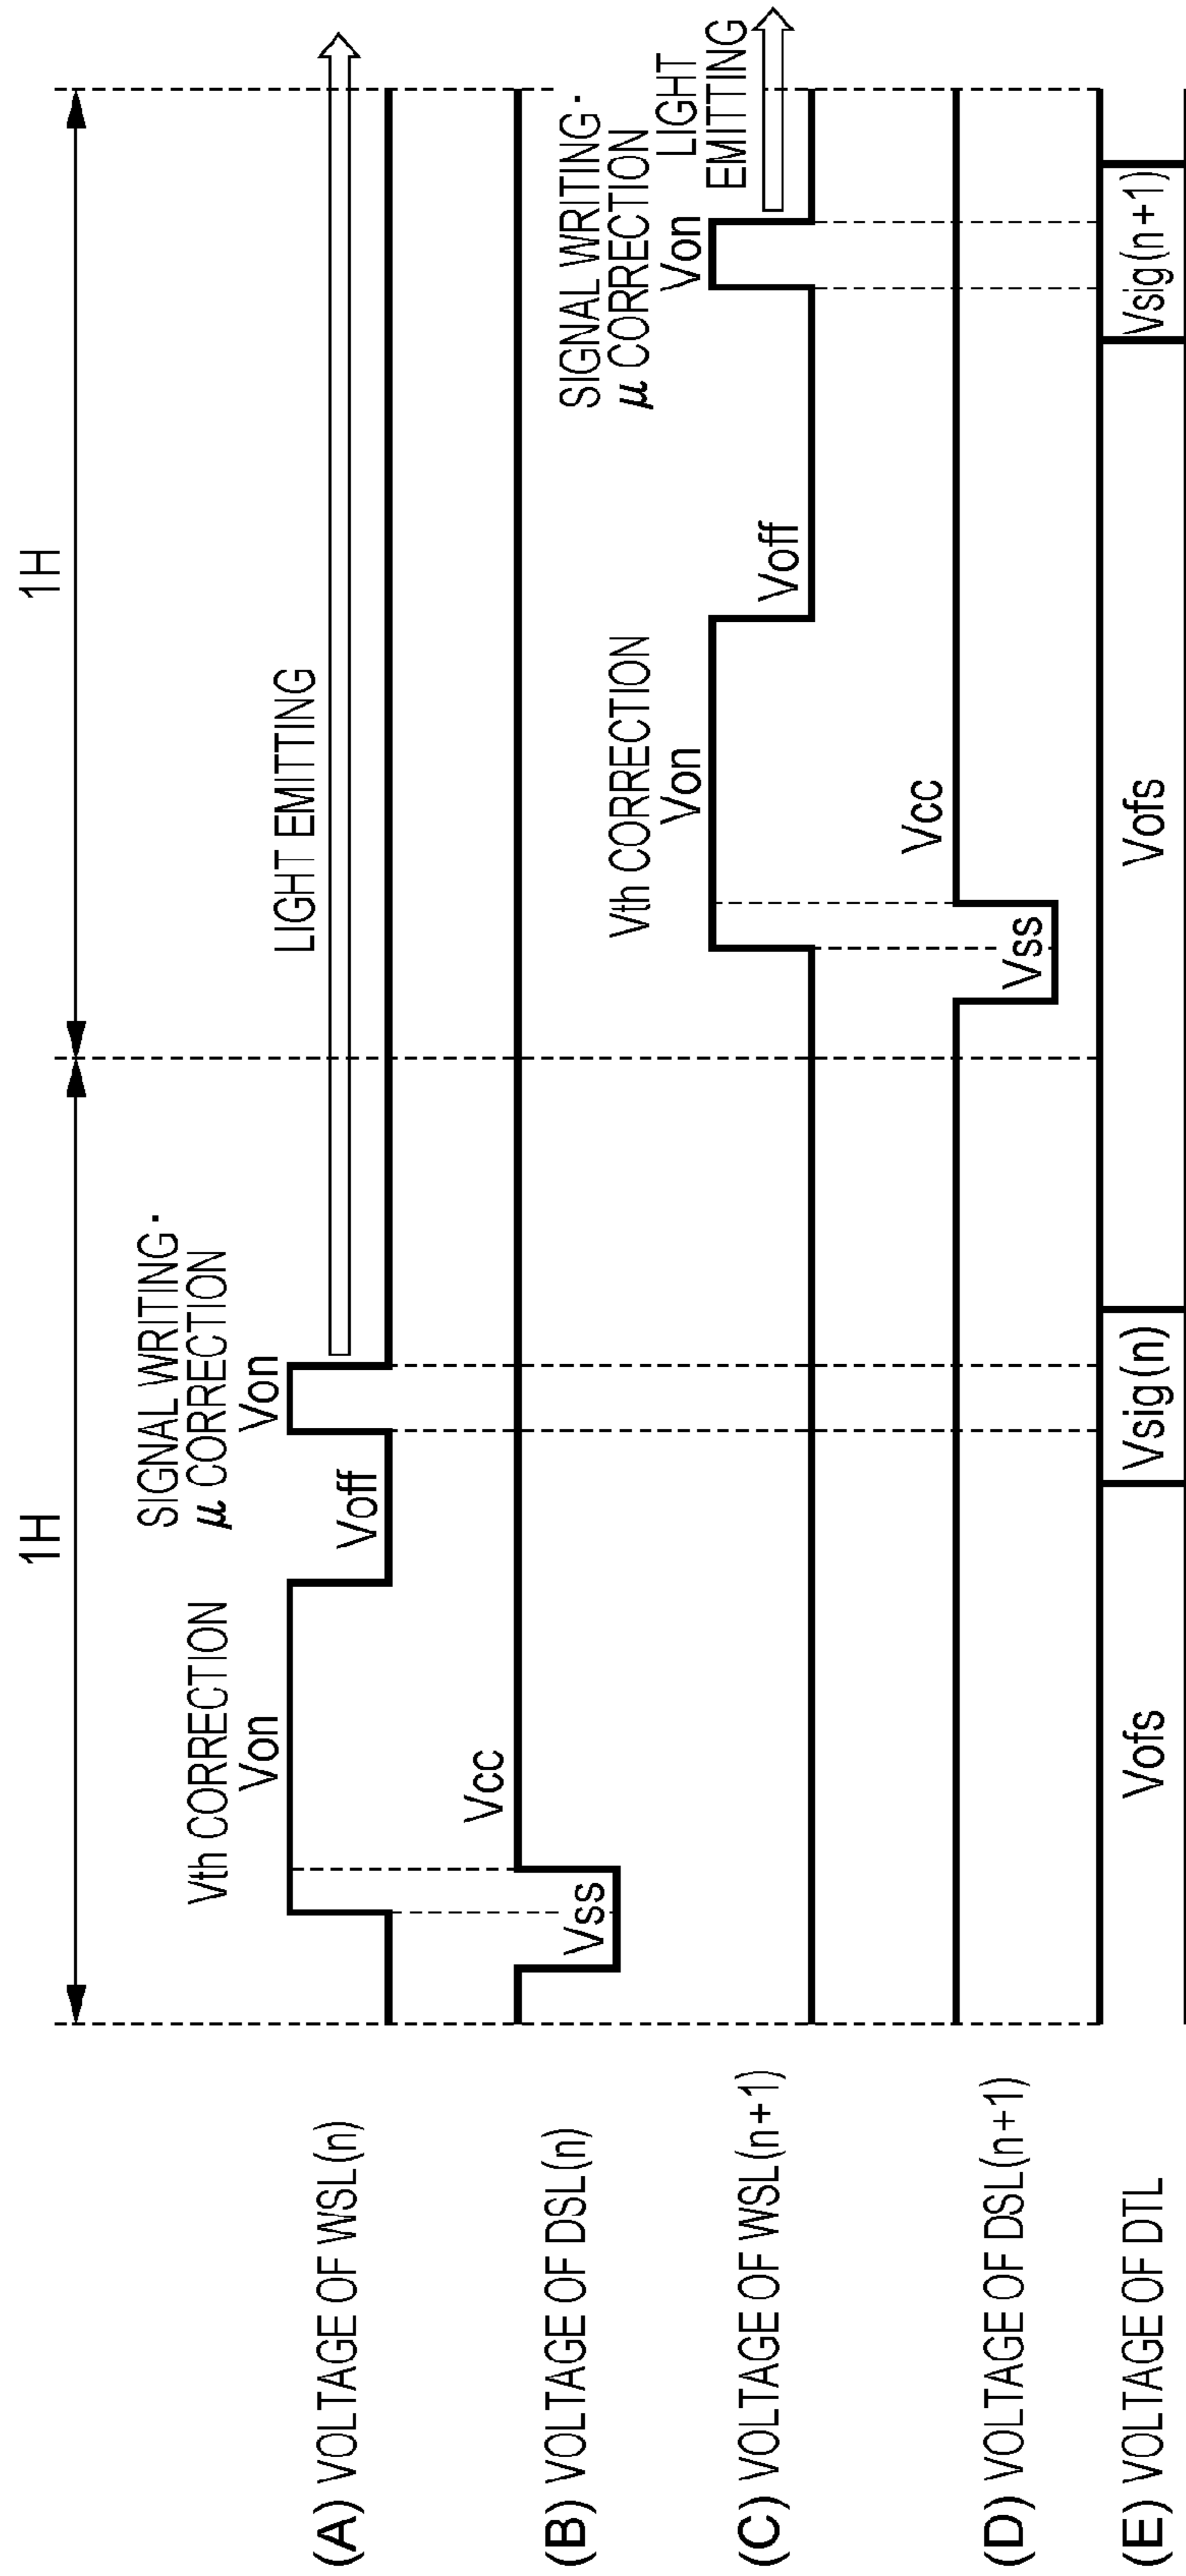 1H
1H
SIGNAL WRITING·
μ CORRECTION
Vth CORRECTION
Von
Von
LIGHT EMITTING
(A) VOLTAGE OF WSL(n)
Voff
Vcc
(B) VOLTAGE OF DSL(n)
Vss
SIGNAL WRITING·
μ CORRECTION
Vth CORRECTION
Von
Von
LIGHT
EMITTING
(C) VOLTAGE OF WSL(n+1)
Voff
Vcc
(D) VOLTAGE OF DSL(n+1)
Vss
(E) VOLTAGE OF DTL
Vofs
Vsig(n)
Vofs
Vsig(n+1)